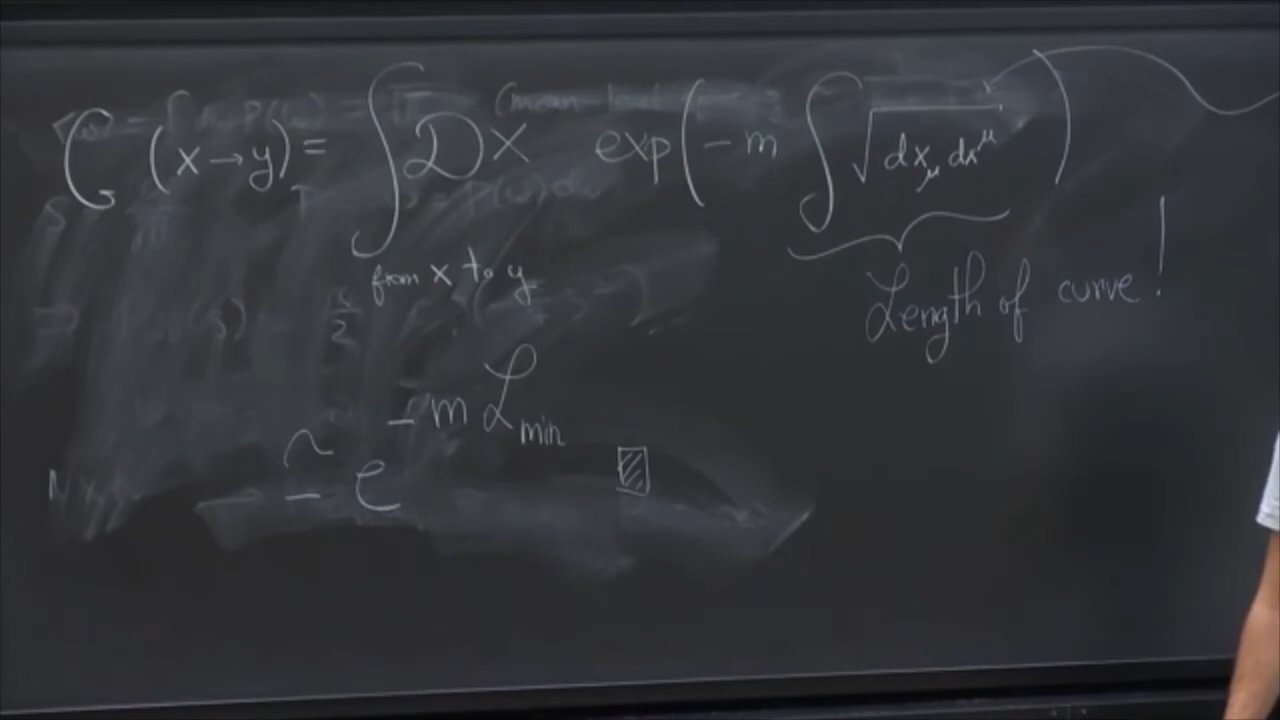 G (x→y) = ∫ Dx exp(-m ∫ √dx_μ dx^μ)
from x to y
Length of curve!
≃ e^{-m L_min}